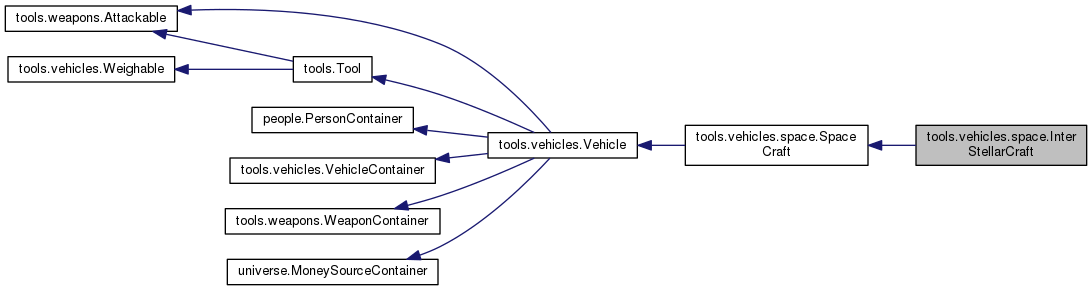 tools.weapons.Attackable
tools.vehicles.Weighable
tools.Tool
people.PersonContainer
tools.vehicles.VehicleContainer
tools.weapons.WeaponContainer
universe.MoneySourceContainer
tools.vehicles.Vehicle
tools.vehicles.space.Space
Craft
tools.vehicles.space.Inter
StellarCraft